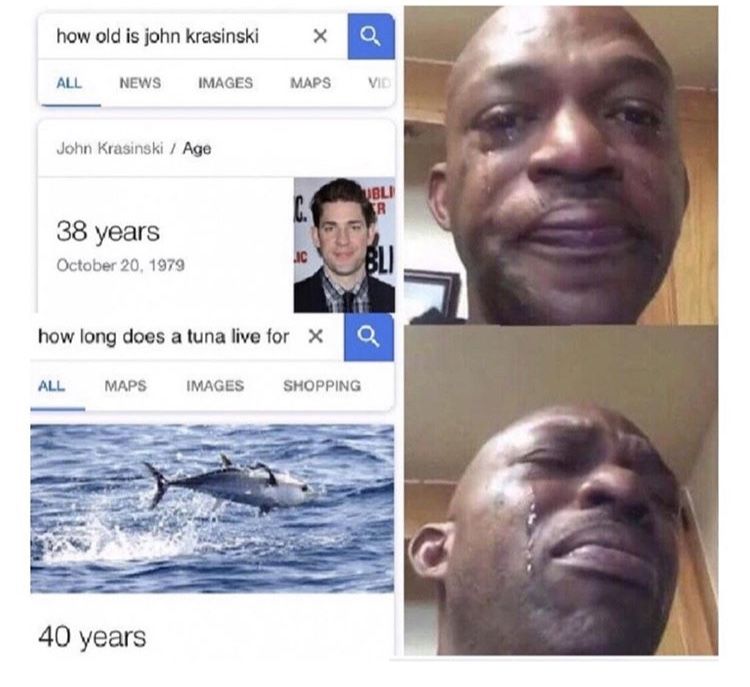 how old is john krasinski ×
ALL NEWS IMAGES MAPS VID
John Krasinski / Age
38 years
October 20, 1979
how long does a tuna live for ×
ALL MAPS IMAGES SHOPPING
40 years